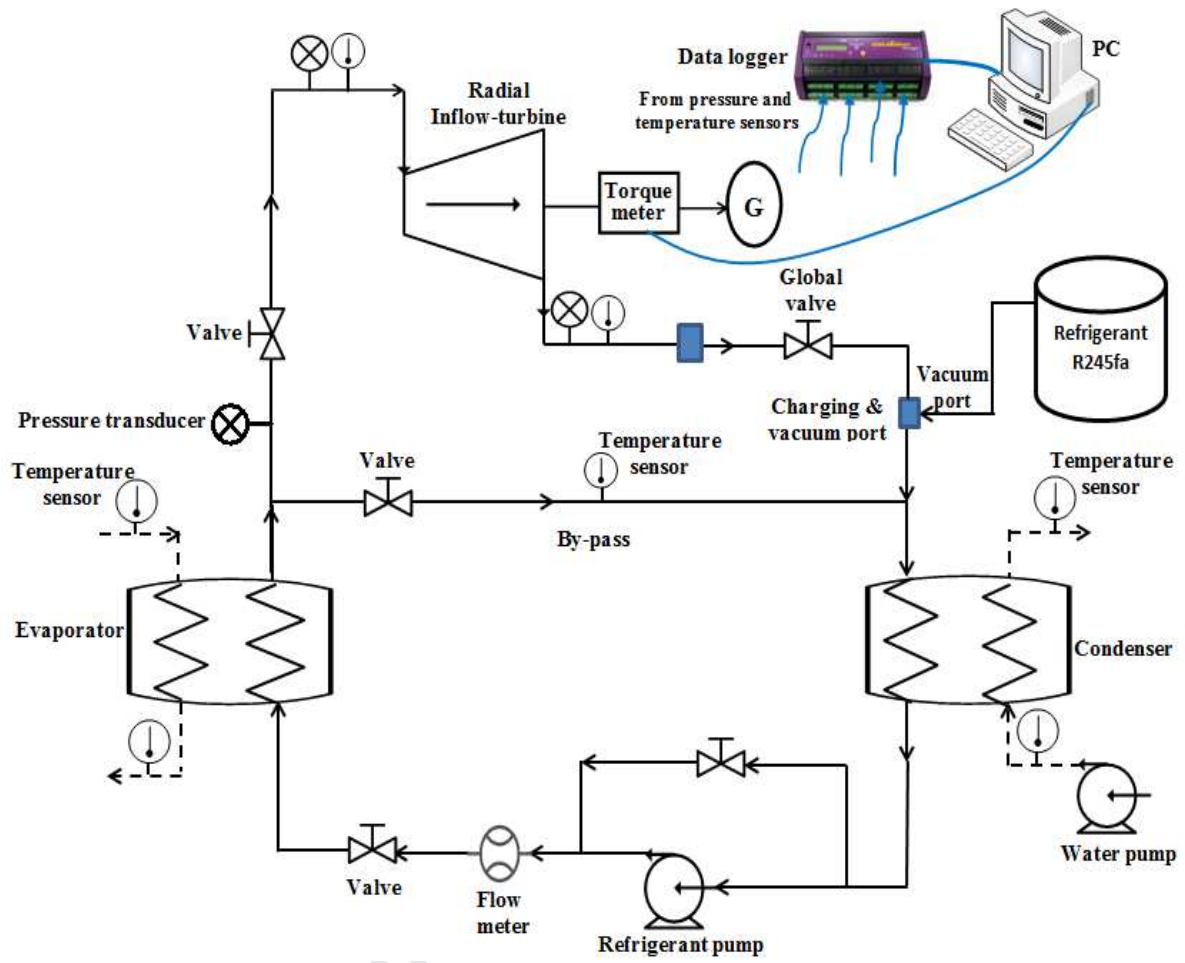 Data logger
PC
From pressure and
temperature sensors
Radial
Inflow-turbine
Torque
meter
G
Global
valve
Refrigerant
R245fa
Valve
Vacuum
port
Charging &
vacuum port
Pressure transducer
Temperature
sensor
Valve
Temperature
sensor
Temperature
sensor
By-pass
Evaporator
Condenser
Water pump
Valve
Flow
meter
Refrigerant pump